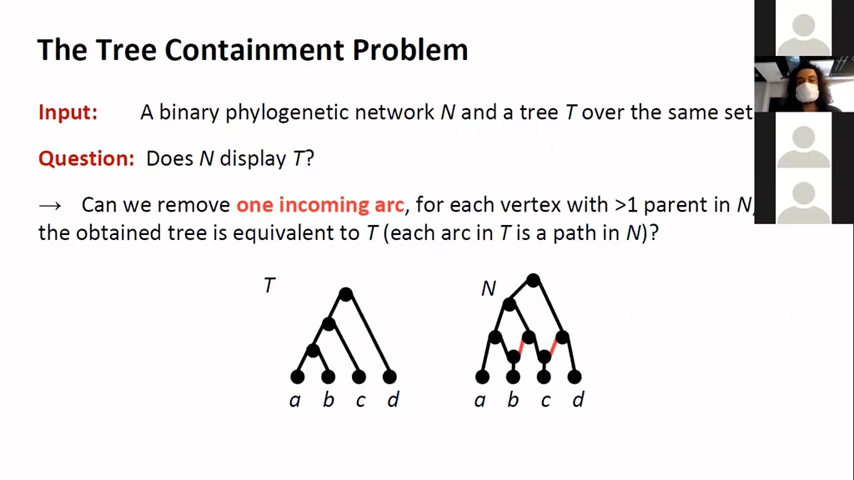 The Tree Containment Problem
Input: A binary phylogenetic network N and a tree T over the same set
Question: Does N display T?
→ Can we remove one incoming arc, for each vertex with >1 parent in N,
the obtained tree is equivalent to T (each arc in T is a path in N)?
T N
a b c d a b c d